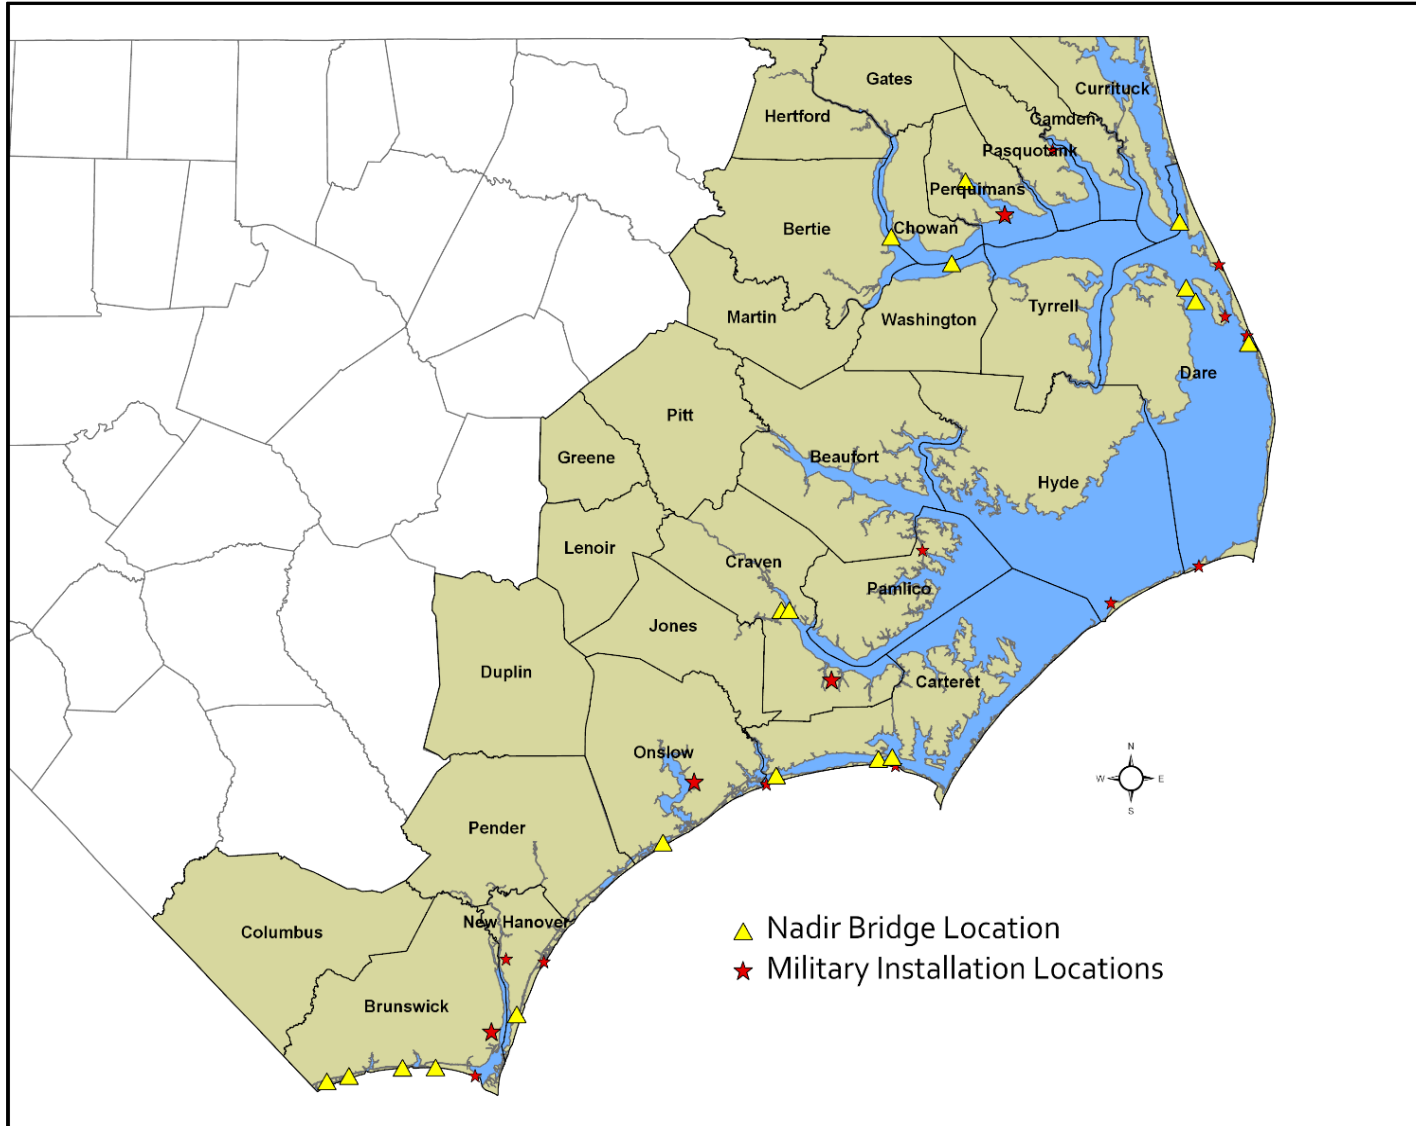 Gates
Currituck
Hertford
Camden
Pasquotank
Perquimans
Bertie
Chowan
Tyrrell
Martin
Washington
Dare
Pitt
Beaufort
Greene
Hyde
Lenoir
Craven
Pamlico
Jones
Duplin
Carteret
Onslow
N
W
E
S
Pender
New Hanover
Columbus
Nadir Bridge Location
Military Installation Locations
Brunswick